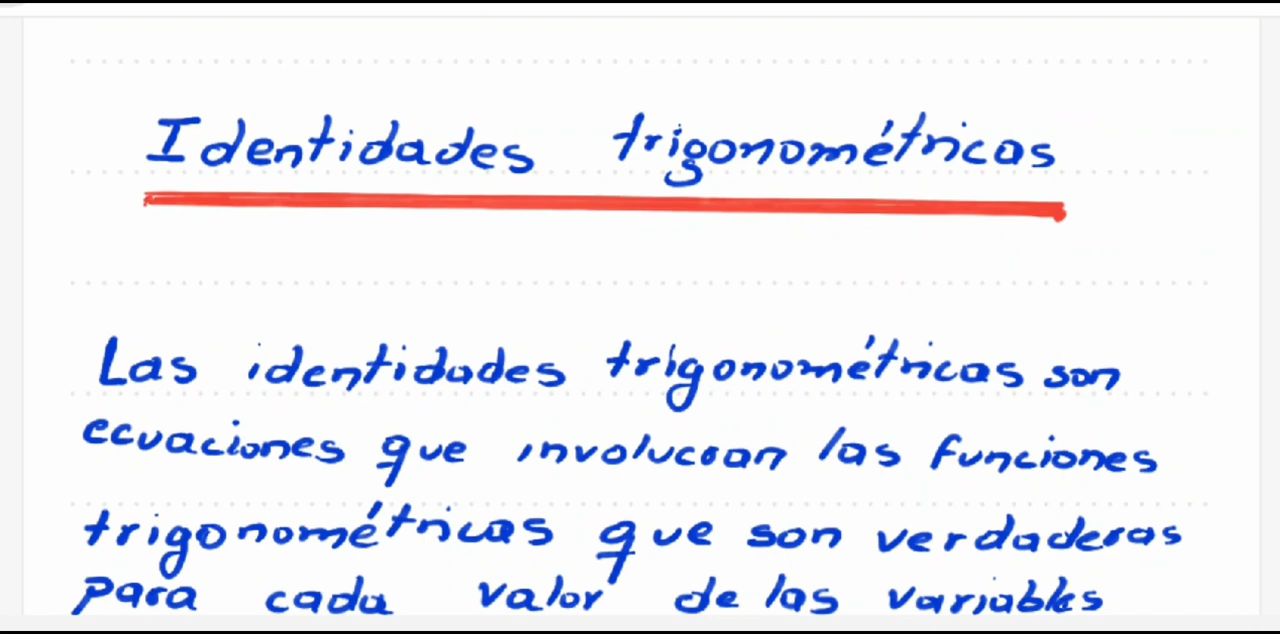 Identidades trigonométricas
Las identidades trigonométricas son
ecuaciones que involucran las funciones
trigonométricas que son verdaderas
para cada valor de las variables